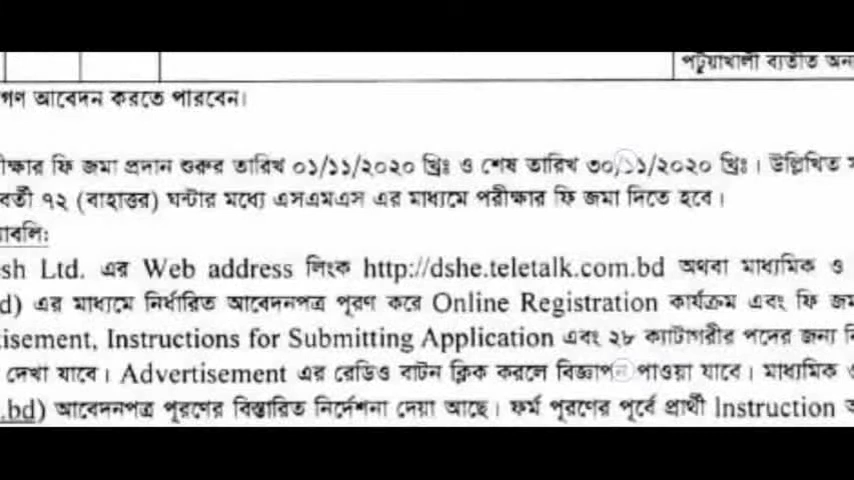 পটুয়াখালী ব্যতীত অন্য
গণ আবেদন করতে পারবেন।
ীক্ষার ফি জমা প্রদান শুরুর তারিখ ০১/১১/২০২০ খ্রিঃ ও শেষ তারিখ ৩০/১১/২০২০ খ্রিঃ। উল্লিখিত স
বর্তী ৭২ (বাহাত্তর) ঘন্টার মধ্যে এসএমএস এর মাধ্যমে পরীক্ষার ফি জমা দিতে হবে।
াবলি:
esh Ltd. এর Web address লিংক http://dshe.teletalk.com.bd অথবা মাধ্যমিক ও
d) এর মাধ্যমে নির্ধারিত আবেদনপত্র পূরণ করে Online Registration কার্যক্রম এবং ফি জম
isement, Instructions for Submitting Application এবং ২৮ ক্যাটাগরীর পদের জন্য নি
দেখা যাবে। Advertisement এর রেডিও বাটন ক্লিক করলে বিজ্ঞাপন পাওয়া যাবে। মাধ্যমিক ও
.bd) আবেদনপত্র পূরণের বিস্তারিত নির্দেশনা দেয়া আছে। ফর্ম পূরণের পূর্বে প্রার্থী Instruction অ